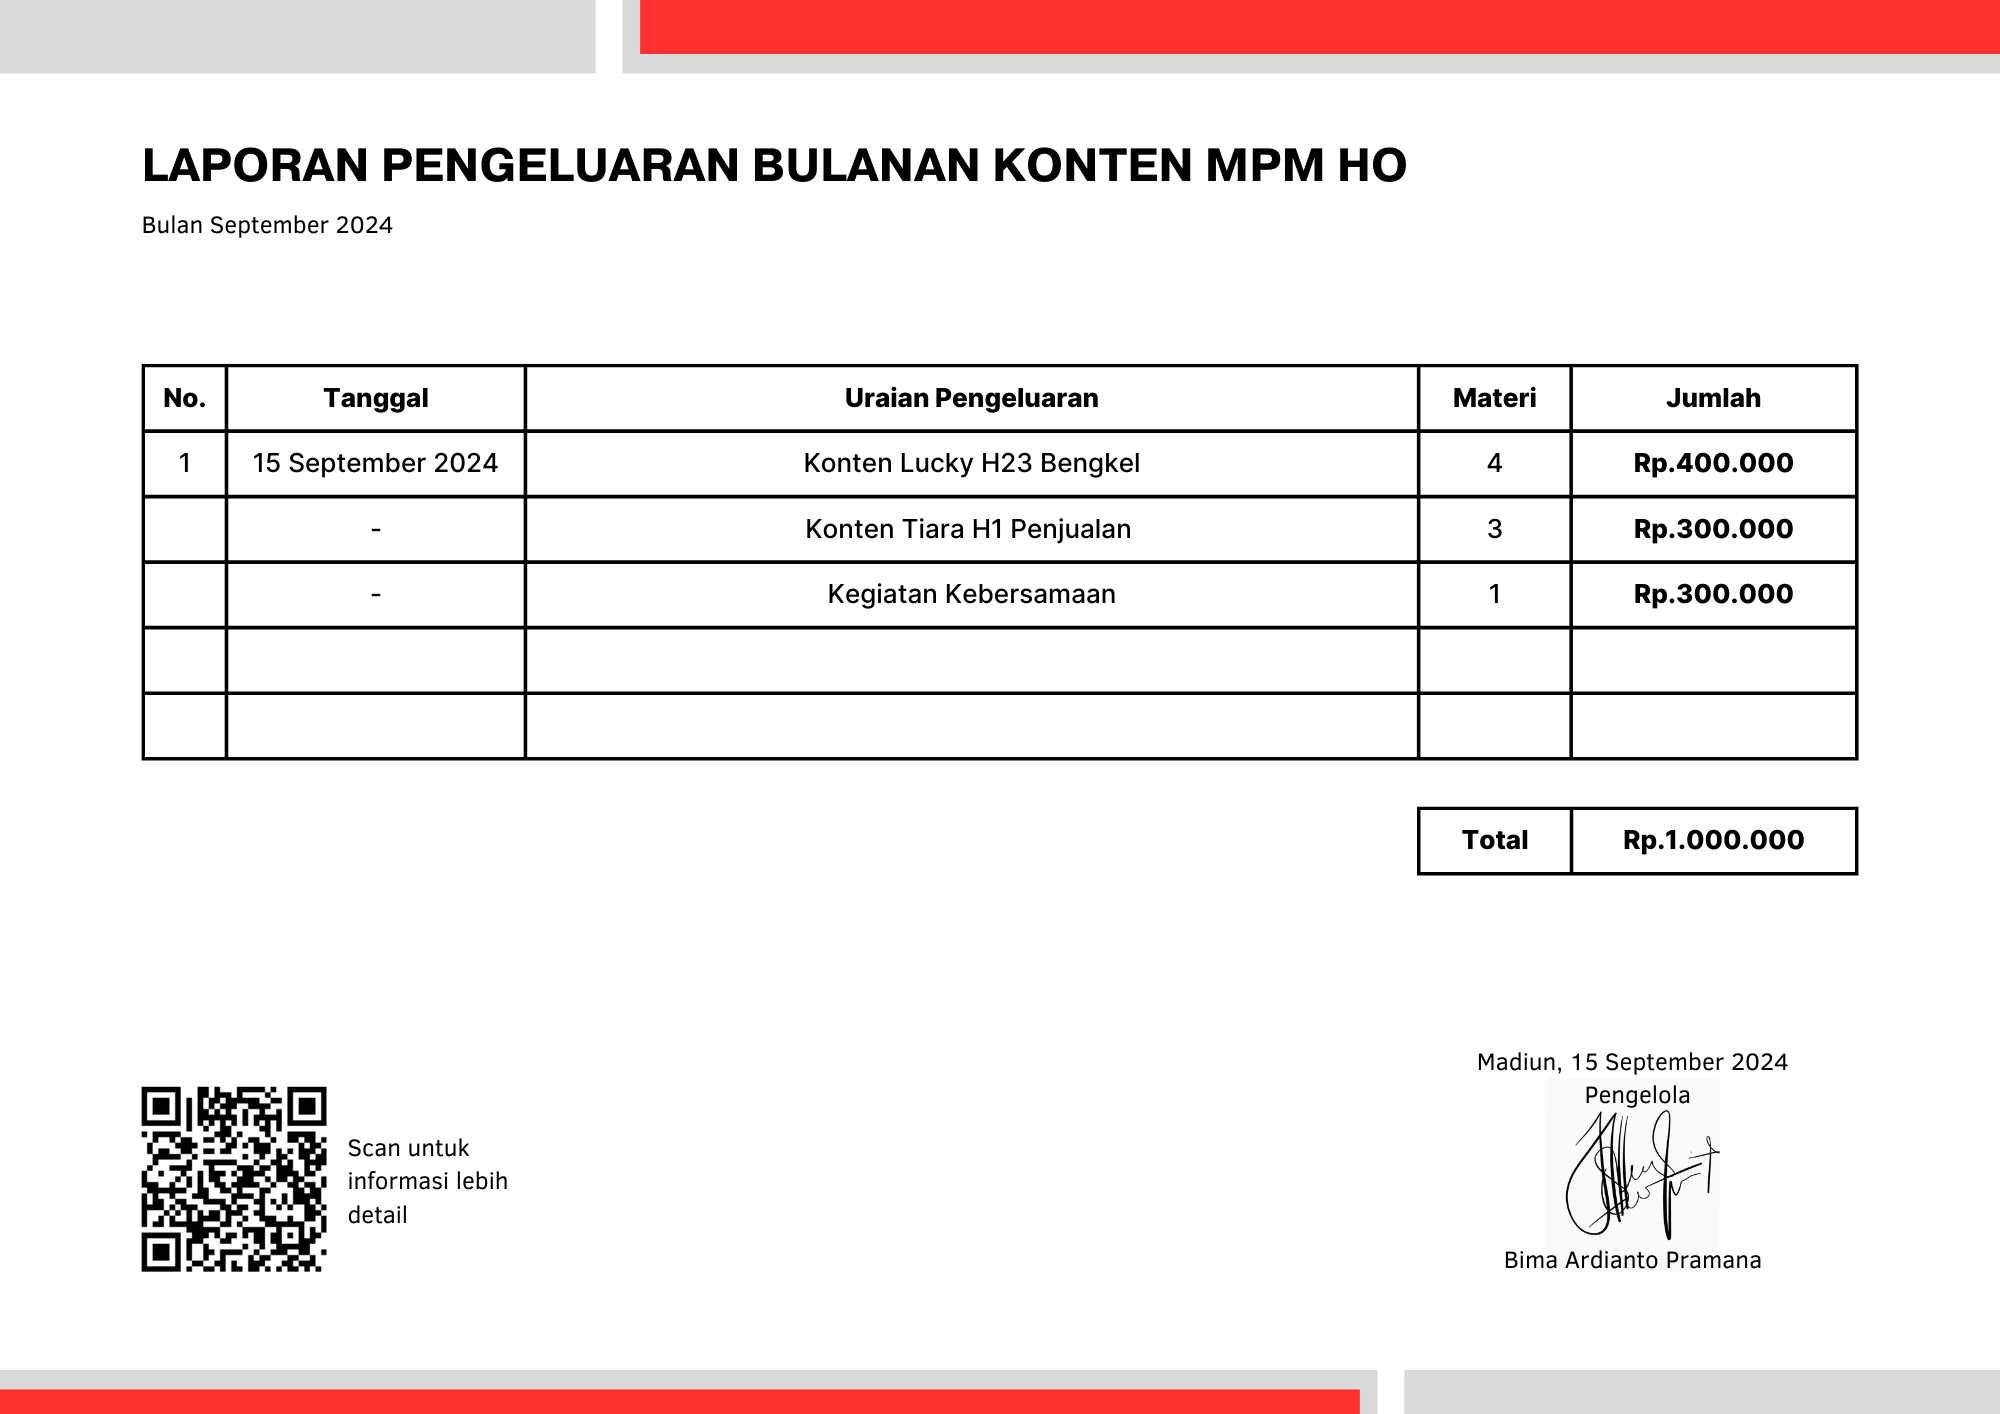 LAPORAN PENGELUARAN BULANAN KONTEN MPM HO
Bulan September 2024
No. Tanggal Uraian Pengeluaran Materi Jumlah
1 15 September 2024 Konten Lucky H23 Bengkel 4 Rp.400.000
- Konten Tiara H1 Penjualan 3 Rp.300.000
- Kegiatan Kebersamaan 1 Rp.300.000
Total Rp.1.000.000
Scan untuk
informasi lebih
detail
Madiun, 15 September 2024
Pengelola
Bima Ardianto Pramana